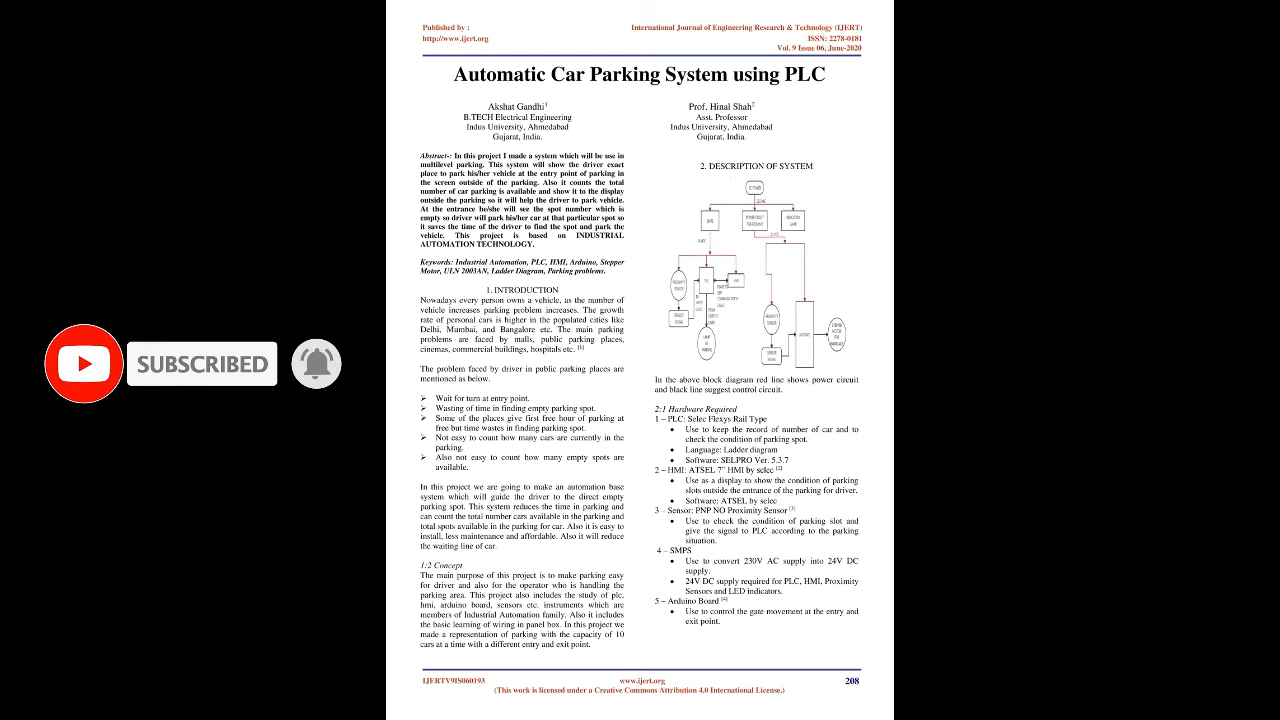 Published by :
http://www.ijert.org
International Journal of Engineering Research & Technology (IJERT)
ISSN: 2278-0181
Vol. 9 Issue 06, June-2020
Automatic Car Parking System using PLC
Akshat Gandhi1
B.TECH Electrical Engineering
Indus University, Ahmedabad
Gujarat, India.
Prof. Hinal Shah2
Asst. Professor
Indus University, Ahmedabad
Gujarat, India.
Abstract-: In this project I made a system which will be use in
multilevel parking. This system will show the driver exact
place to park his/her vehicle at the entry point of parking in
the screen outside of the parking. Also it counts the total
number of car parking is available and show it to the display
outside the parking so it will help the driver to park vehicle.
At the entrance he/she will see the spot number which is
empty so driver will park his/her car at that particular spot so
it saves the time of the driver to find the spot and park the
vehicle. This project is based on INDUSTRIAL
AUTOMATION TECHNOLOGY.
Keywords: Industrial Automation, PLC, HMI, Arduino, Stepper
Motor, ULN 2003AN, Ladder Diagram, Parking problems.
1. INTRODUCTION
Nowadays every person owns a vehicle, as the number of
vehicle increases parking problem increases. The growth
rate of personal cars is higher in the populated cities like
Delhi, Mumbai, and Bangalore etc. The main parking
problems are faced by malls, public parking places,
cinemas, commercial buildings, hospitals etc. [1]
The problem faced by driver in public parking places are
mentioned as below.
➢ Wait for turn at entry point.
➢ Wasting of time in finding empty parking spot.
➢ Some of the places give first free hour of parking at
free but time wastes in finding parking spot.
➢ Not easy to count how many cars are currently in the
parking.
➢ Also not easy to count how many empty spots are
available.
In this project we are going to make an automation base
system which will guide the driver to the direct empty
parking spot. This system reduces the time in parking and
can count the total number cars available in the parking and
total spots available in the parking for car. Also it is easy to
install, less maintenance and affordable. Also it will reduce
the waiting line of car.
1:2 Concept
The main purpose of this project is to make parking easy
for driver and also for the operator who is handling the
parking area. This project also includes the study of plc,
hmi, arduino board, sensors etc. instruments which are
members of Industrial Automation family. Also it includes
the basic learning of wiring in panel box. In this project we
made a representation of parking with the capacity of 10
cars at a time with a different entry and exit point.
2. DESCRIPTION OF SYSTEM
SMPS
POWER CIRCUIT
FOR ARDUINO
INDICATION
LAMP
PROXIMITY
SENSOR
PLC
HMI
SENSOR
SIGNAL
LAMP
AT
PARKING
PROXIMITY
SENSOR
SENSOR
SIGNAL
ARDUINO
STEPPER
MOTOR
FOR
In the above block diagram red line shows power circuit
and black line suggest control circuit.
2:1 Hardware Required
1 – PLC: Selec Flexys Rail Type
• Use to keep the record of number of car and to
check the condition of parking spot.
• Language: Ladder diagram
• Software: SELPRO Ver. 5.3.7
2 – HMI: ATSEL 7” HMI by selec [2]
• Use as a display to show the condition of parking
slots outside the entrance of the parking for driver.
• Software: ATSEL by selec
3 – Sensor: PNP NO Proximity Sensor [3]
• Use to check the condition of parking slot and
give the signal to PLC according to the parking
situation.
4 – SMPS
• Use to convert 230V AC supply into 24V DC
supply.
• 24V DC supply required for PLC, HMI, Proximity
Sensors and LED indicators.
5 – Arduino Board [4]
• Use to control the gate movement at the entry and
exit point.
SUBSCRIBED
IJERTV9IS060193
www.ijert.org
208
(This work is licensed under a Creative Commons Attribution 4.0 International License.)